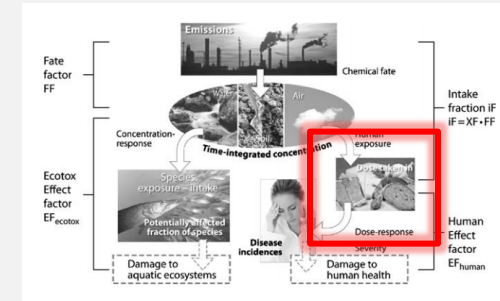 Emissions
Fate
factor
FF
Chemical fate
Water
Soil
Air
Intake
fraction iF
iF=XF•FF
Concentration-
response
Time-integrated concentration
Human
exposure
Ecotox
Effect
factor
EFecotox
Species
exposure – intake
Dose taken in
Potentially affected
fraction of species
Disease
incidences
Dose-response
Severity
Human
Effect
factor
EFhuman
Damage to
aquatic ecosystems
Damage to
human health